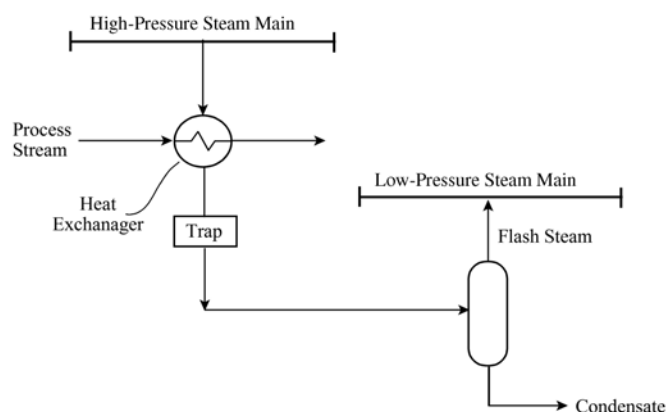 High-Pressure Steam Main
Process
Stream
Heat
Exchanager
Trap
Low-Pressure Steam Main
Flash Steam
Condensate